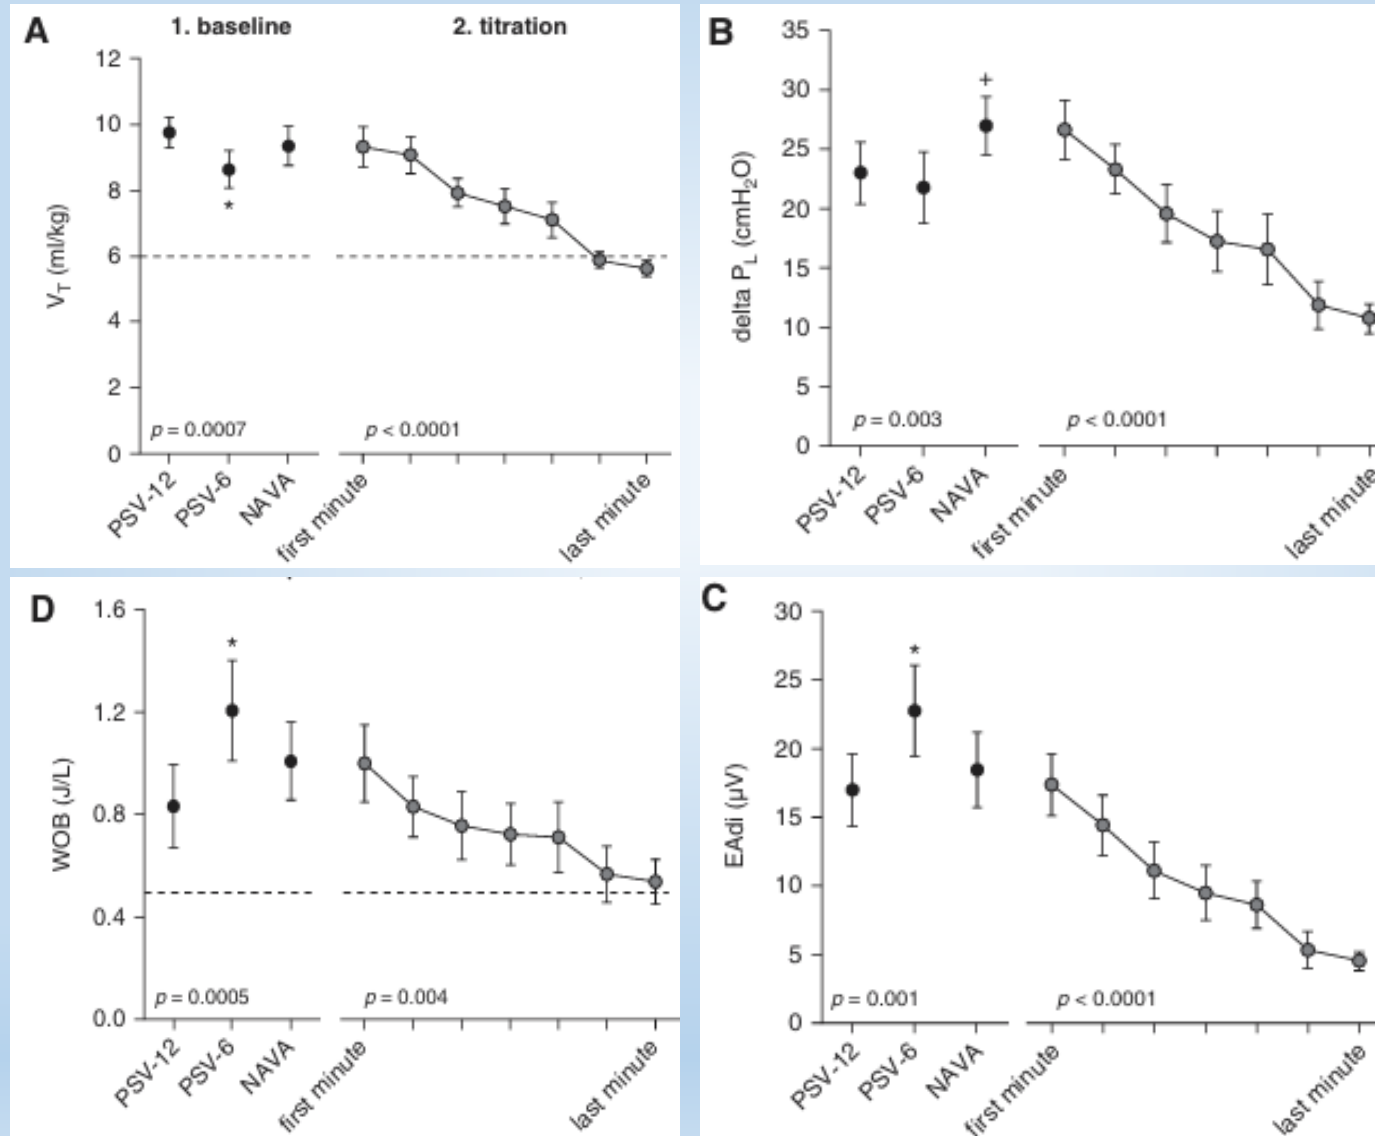 A
1. baseline
2. titration
12
10
8
6
4
2
0
V_T (ml/kg)
*
p = 0.0007
p < 0.0001
PSV-12
PSV-6
NAVA
first minute
last minute
B
35
30
25
20
15
10
5
0
delta P_L (cmH₂O)
+
p = 0.003
p < 0.0001
PSV-12
PSV-6
NAVA
first minute
last minute
D
1.6
1.2
0.8
0.4
0.0
WOB (J/L)
*
p = 0.0005
p = 0.004
PSV-12
PSV-6
NAVA
first minute
last minute
C
30
25
20
15
10
5
0
EAdi (µV)
*
p = 0.001
p < 0.0001
PSV-12
PSV-6
NAVA
first minute
last minute